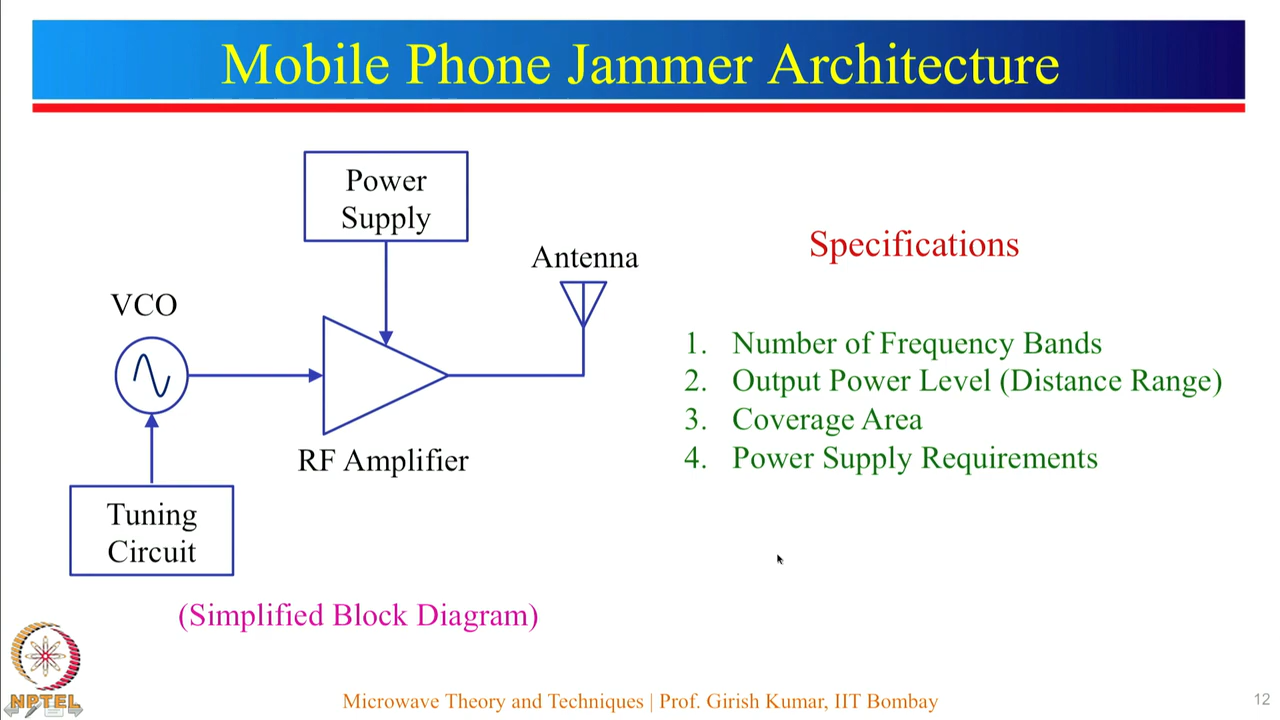 Mobile Phone Jammer Architecture
Power
Supply
Antenna
VCO
RF Amplifier
Tuning
Circuit
(Simplified Block Diagram)
Specifications
1. Number of Frequency Bands
2. Output Power Level (Distance Range)
3. Coverage Area
4. Power Supply Requirements
NPTEL
Microwave Theory and Techniques | Prof. Girish Kumar, IIT Bombay
12